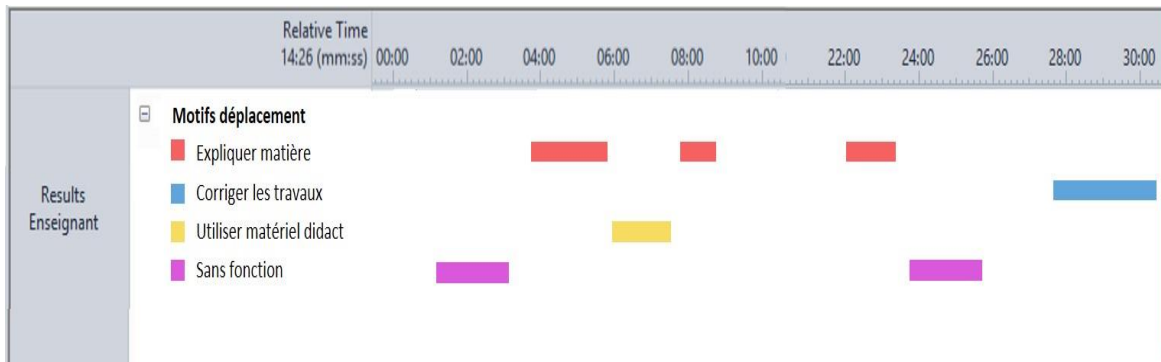 Relative Time
14:26 (mm:ss) 00:00 02:00 04:00 06:00 08:00 10:00 22:00 24:00 26:00 28:00 30:00
Motifs déplacement
Expliquer matière
Results
Enseignant
Corriger les travaux
Utiliser matériel didact
Sans fonction